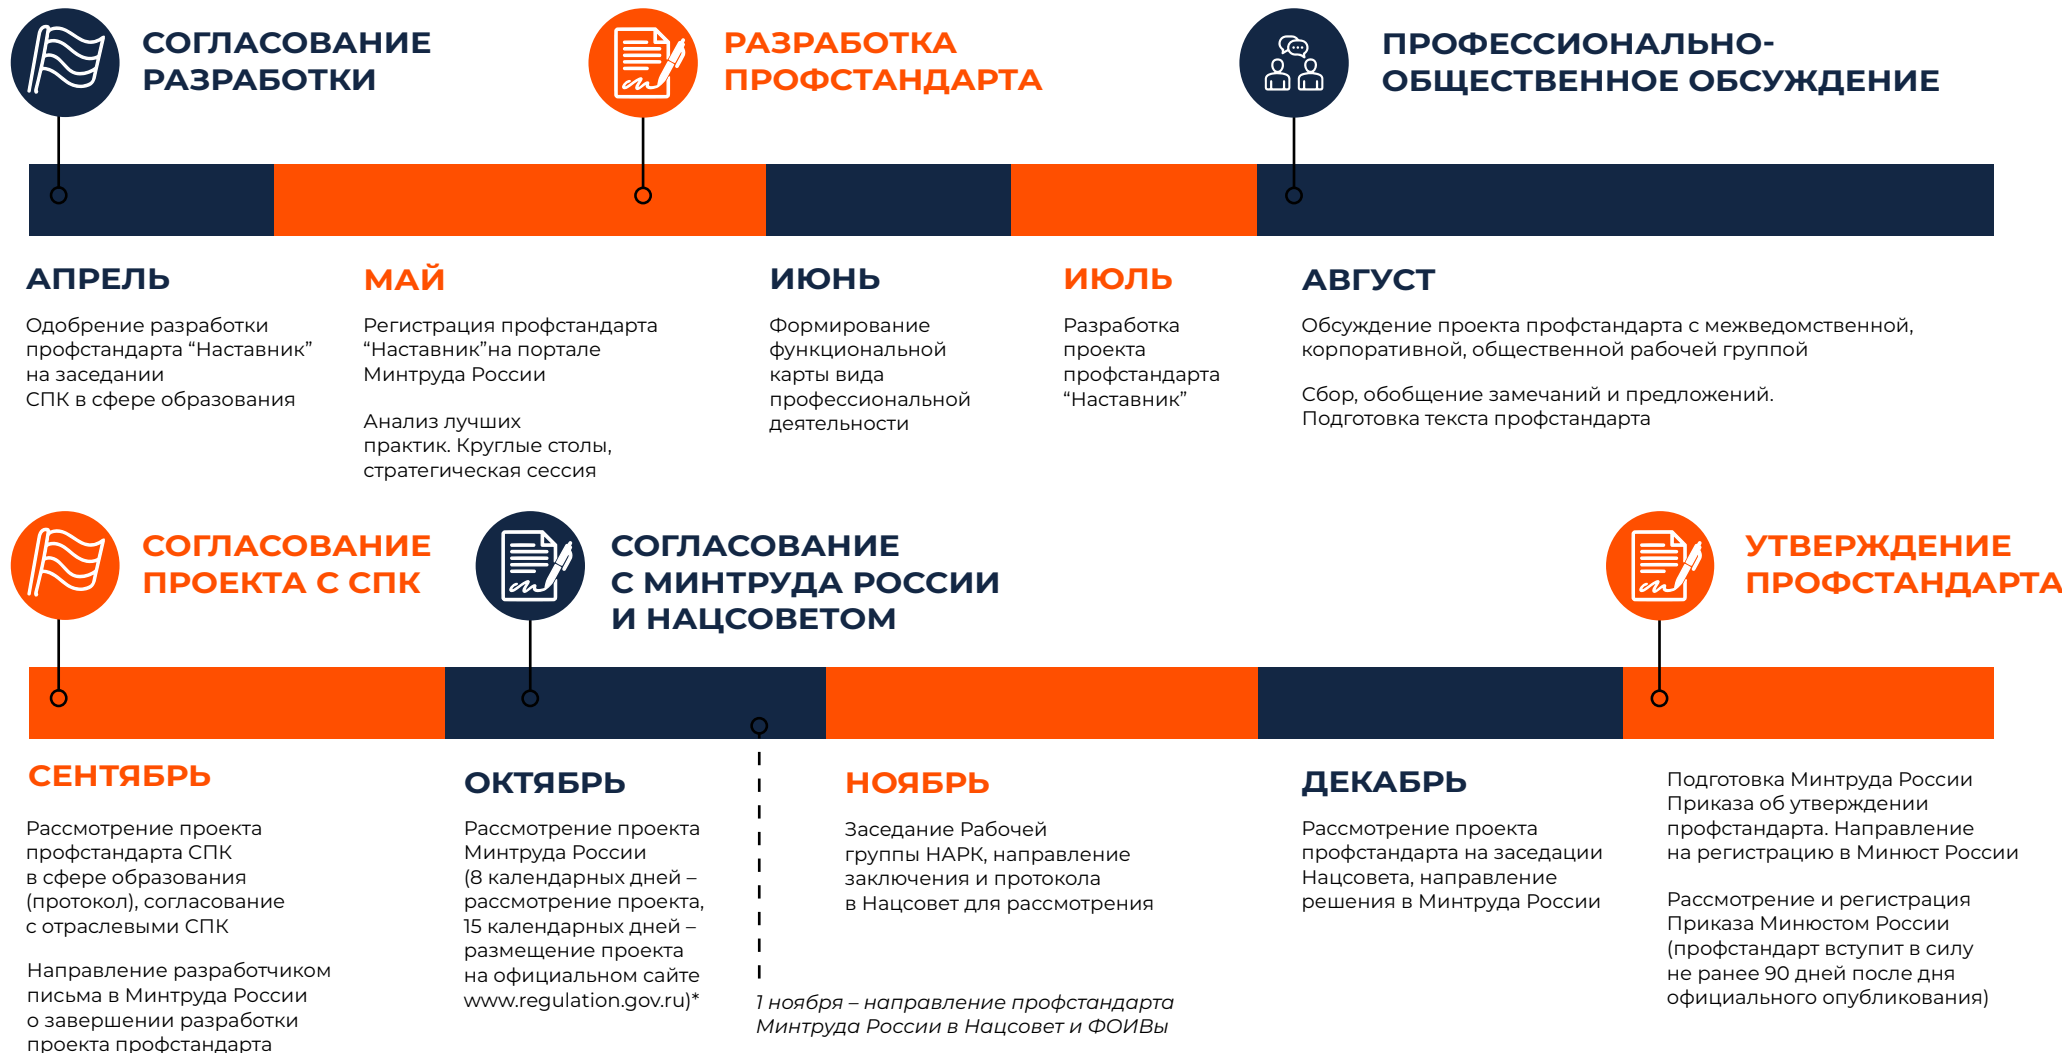 СОГЛАСОВАНИЕ
РАЗРАБОТКИ
РАЗРАБОТКА
ПРОФСТАНДАРТА
ПРОФЕССИОНАЛЬНО-
ОБЩЕСТВЕННОЕ ОБСУЖДЕНИЕ
АПРЕЛЬ
Одобрение разработки
профстандарта “Наставник”
на заседании
СПК в сфере образования
МАЙ
Регистрация профстандарта
“Наставник”на портале
Минтруда России
Анализ лучших
практик. Круглые столы,
стратегическая сессия
ИЮНЬ
Формирование
функциональной
карты вида
профессиональной
деятельности
ИЮЛЬ
Разработка
проекта
профстандарта
“Наставник”
АВГУСТ
Обсуждение проекта профстандарта с межведомственной,
корпоративной, общественной рабочей группой
Сбор, обобщение замечаний и предложений.
Подготовка текста профстандарта
СОГЛАСОВАНИЕ
ПРОЕКТА С СПК
СОГЛАСОВАНИЕ
С МИНТРУДА РОССИИ
И НАЦСОВЕТОМ
УТВЕРЖДЕНИЕ
ПРОФСТАНДАРТА
СЕНТЯБРЬ
Рассмотрение проекта
профстандарта СПК
в сфере образования
(протокол), согласование
с отраслевыми СПК
Направление разработчиком
письма в Минтруда России
о завершении разработки
проекта профстандарта
ОКТЯБРЬ
Рассмотрение проекта
Минтруда России
(8 календарных дней –
рассмотрение проекта,
15 календарных дней –
размещение проекта
на официальном сайте
www.regulation.gov.ru)*
1 ноября – направление профстандарта
Минтруда России в Нацсовет и ФОИВы
НОЯБРЬ
Заседание Рабочей
группы НАРК, направление
заключения и протокола
в Нацсовет для рассмотрения
ДЕКАБРЬ
Рассмотрение проекта
профстандарта на заседации
Нацсовета, направление
решения в Минтруда России
Подготовка Минтруда России
Приказа об утверждении
профстандарта. Направление
на регистрацию в Минюст России
Рассмотрение и регистрация
Приказа Минюстом России
(профстандарт вступит в силу
не ранее 90 дней после дня
официального опубликования)